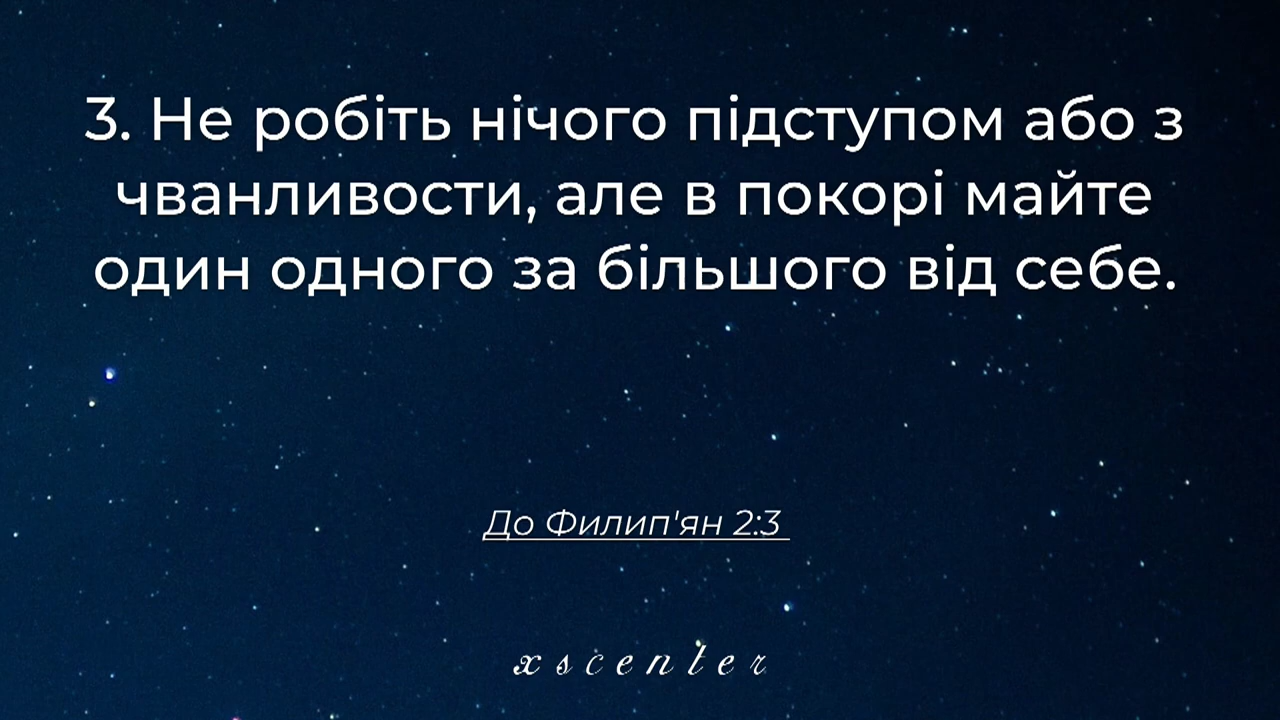 3. Не робіть нічого підступом або з
чванливости, але в покорі майте
один одного за більшого від себе.
До Филип'ян 2:3
xscenter